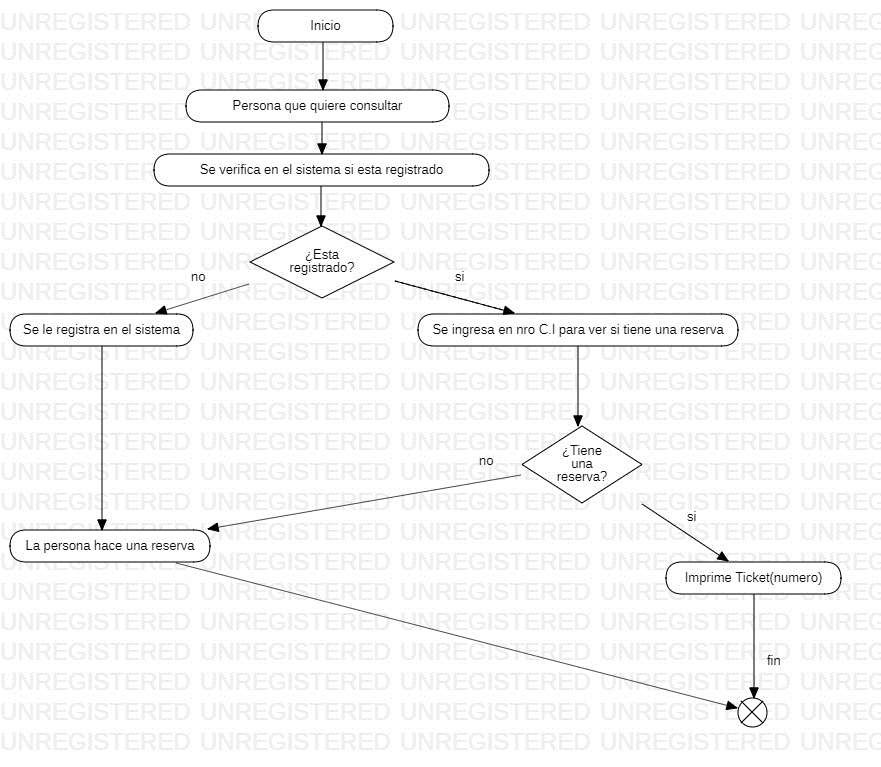 UNREGISTERED
Inicio
Persona que quiere consultar
Se verifica en el sistema si esta registrado
¿Esta
registrado?
no
si
Se le registra en el sistema
Se ingresa en nro C.I para ver si tiene una reserva
¿Tiene
una
reserva?
no
si
La persona hace una reserva
Imprime Ticket(numero)
fin